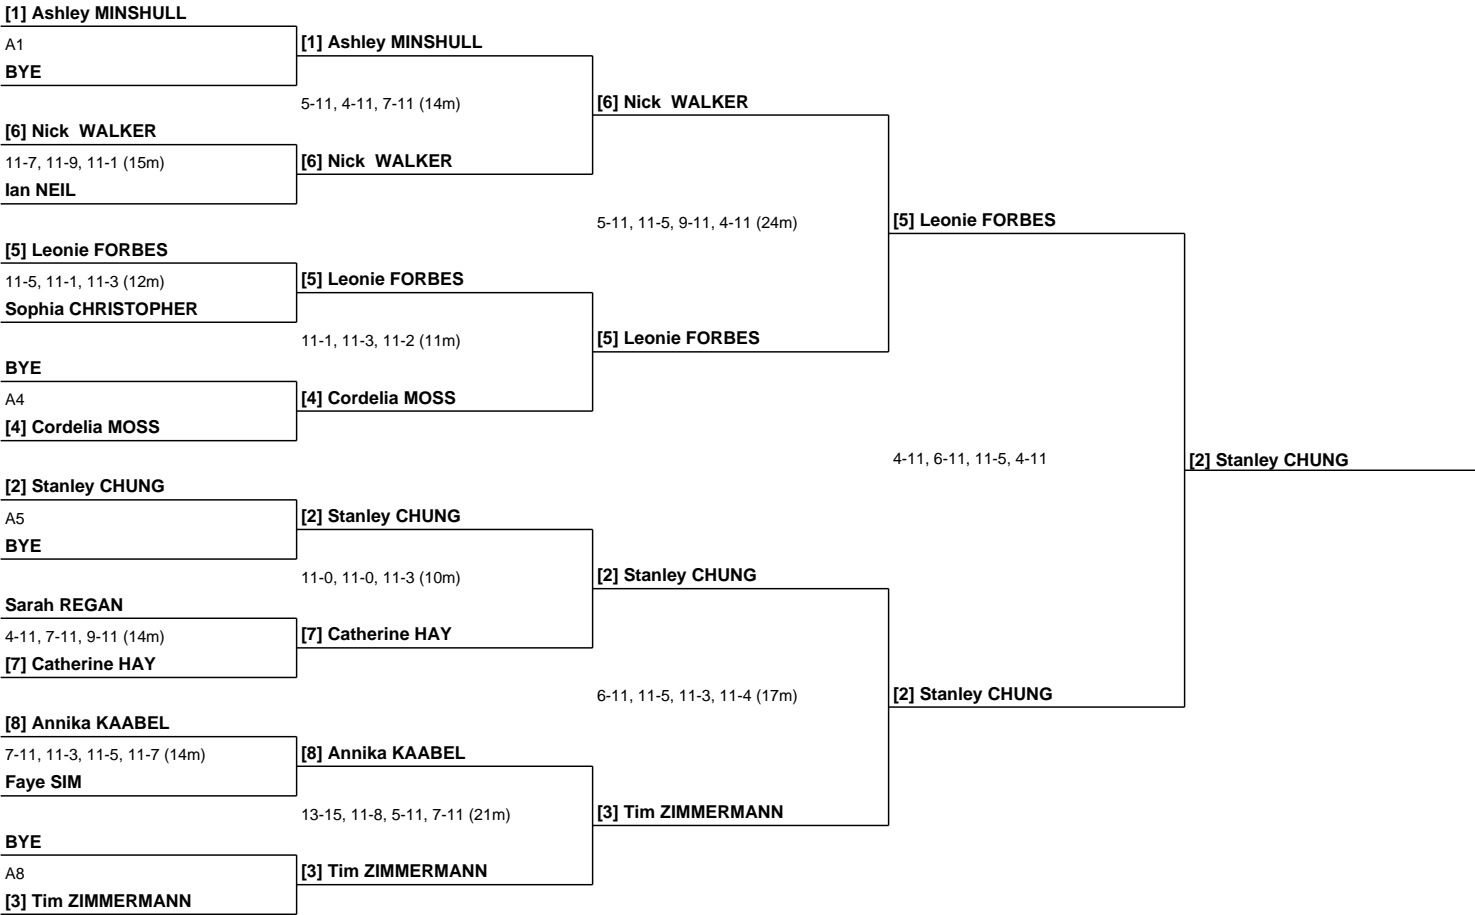 [1] Ashley MINSHULL
A1
BYE
[6] Nick  WALKER
11-7, 11-9, 11-1 (15m)
Ian NEIL
[5] Leonie FORBES
11-5, 11-1, 11-3 (12m)
Sophia CHRISTOPHER
BYE
A4
[4] Cordelia MOSS
[2] Stanley CHUNG
A5
BYE
Sarah REGAN
4-11, 7-11, 9-11 (14m)
[7] Catherine HAY
[8] Annika KAABEL
7-11, 11-3, 11-5, 11-7 (14m)
Faye SIM
BYE
A8
[3] Tim ZIMMERMANN
[1] Ashley MINSHULL
5-11, 4-11, 7-11 (14m)
[6] Nick  WALKER
[5] Leonie FORBES
11-1, 11-3, 11-2 (11m)
[4] Cordelia MOSS
[2] Stanley CHUNG
11-0, 11-0, 11-3 (10m)
[7] Catherine HAY
[8] Annika KAABEL
13-15, 11-8, 5-11, 7-11 (21m)
[3] Tim ZIMMERMANN
[6] Nick  WALKER
5-11, 11-5, 9-11, 4-11 (24m)
[5] Leonie FORBES
[2] Stanley CHUNG
6-11, 11-5, 11-3, 11-4 (17m)
[3] Tim ZIMMERMANN
[5] Leonie FORBES
4-11, 6-11, 11-5, 4-11
[2] Stanley CHUNG
[2] Stanley CHUNG